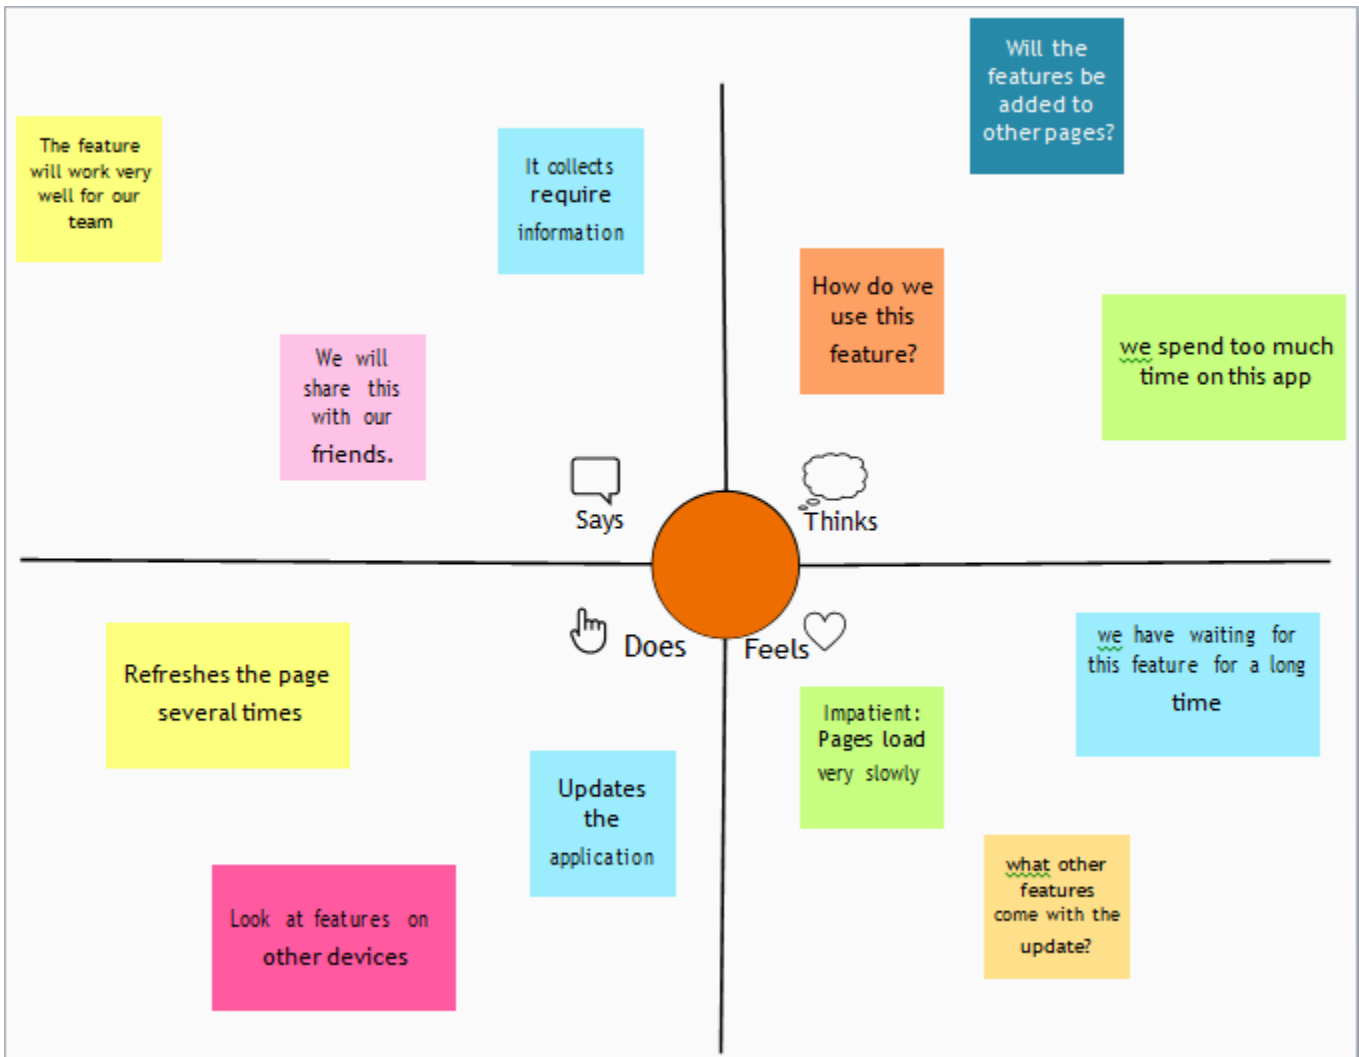 The feature
will work very
well for our
team
It collects
require
information
We will
share this
with our
friends.
Says
Will the
features be
added to
other pages?
How do we
use this
feature?
we spend too much
time on this app
Thinks
Refreshes the page
several times
Does
Updates
the
application
Look at features on
other devices
Feels
we have waiting for
this feature for a long
time
Impatient:
Pages load
very slowly
what other
features
come with the
update?